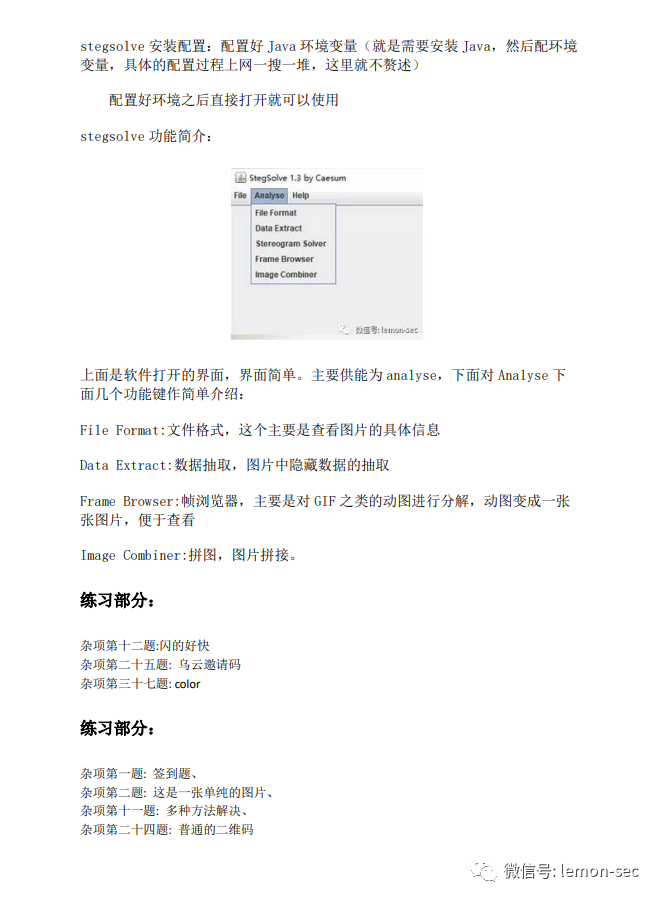 stegsolve 安装配置：配置好 Java 环境变量（就是需要安装 Java，然后配环境
变量，具体的配置过程上网一搜一堆，这里就不赘述）
配置好环境之后直接打开就可以使用
stegsolve 功能简介：
StegSolve 1.3 by Caesum
File Analyse Help
File Format
Data Extract
Stereogram Solver
Frame Browser
Image Combiner
微信号: lemon-sec
上面是软件打开的界面，界面简单。主要供能为 analyse，下面对 Analyse 下
面几个功能键作简单介绍：
File Format:文件格式，这个主要是查看图片的具体信息
Data Extract:数据抽取，图片中隐藏数据的抽取
Frame Browser:帧浏览器，主要是对 GIF 之类的动图进行分解，动图变成一张
张图片，便于查看
Image Combiner:拼图，图片拼接。
练习部分：
杂项第十二题:闪的好快
杂项第二十五题: 乌云邀请码
杂项第三十七题: color
练习部分：
杂项第一题: 签到题、
杂项第二题: 这是一张单纯的图片、
杂项第十一题: 多种方法解决、
杂项第二十四题: 普通的二维码
微信号: lemon-sec